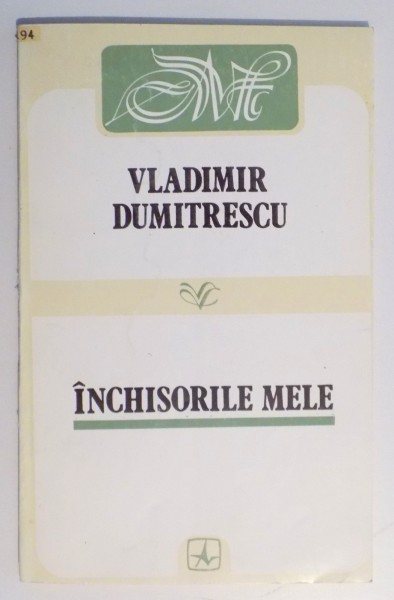 94
VLADIMIR
DUMITRESCU
ÎNCHISORILE MELE